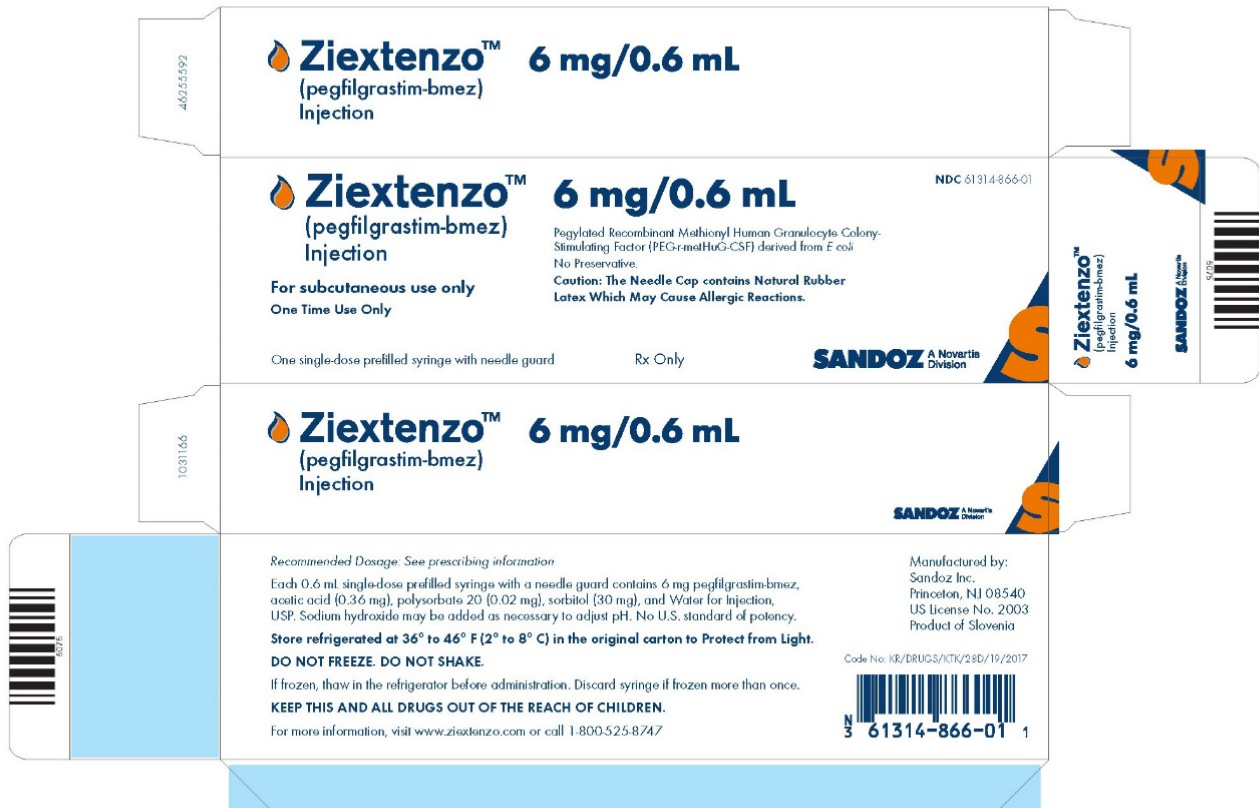 46255592
Ziextenzo™ 6 mg/0.6 mL
(pegfilgrastim-bmez)
Injection
Ziextenzo™ 6 mg/0.6 mL
(pegfilgrastim-bmez)
Injection
For subcutaneous use only
One Time Use Only
One single-dose prefilled syringe with needle guard
NDC 61314-866-01
Pegylated Recombinant Methionyl Human Granulocyte Colony-
Stimulating Factor (PEG-r-metHuG-CSF) derived from E coli
No Preservative.
Caution: The Needle Cap contains Natural Rubber
Latex Which May Cause Allergic Reactions.
Rx Only
SANDOZ A Novartis
Division
S
S
Ziextenzo™
(pegfilgrastim-bmez)
Injection
6 mg/0.6 mL
SANDOZ A Novartis
Division
6075
1031166
Ziextenzo™ 6 mg/0.6 mL
(pegfilgrastim-bmez)
Injection
SANDOZ A Novartis
Division
S
6075
Recommended Dosage: See prescribing information
Each 0.6 mL single-dose prefilled syringe with a needle guard contains 6 mg pegfilgrastim-bmez,
acetic acid (0.36 mg), polysorbate 20 (0.02 mg), sorbitol (30 mg), and Water for Injection,
USP. Sodium hydroxide may be added as necessary to adjust pH. No U.S. standard of potency.
Store refrigerated at 36° to 46° F (2° to 8° C) in the original carton to Protect from Light.
DO NOT FREEZE. DO NOT SHAKE.
If frozen, thaw in the refrigerator before administration. Discard syringe if frozen more than once.
KEEP THIS AND ALL DRUGS OUT OF THE REACH OF CHILDREN.
For more information, visit www.ziextenzo.com or call 1-800-525-8747
Manufactured by:
Sandoz Inc.
Princeton, NJ 08540
US License No. 2003
Product of Slovenia
Code No: KR/DRUGS/KTK/28D/19/2017
N
3 61314-866-01 1